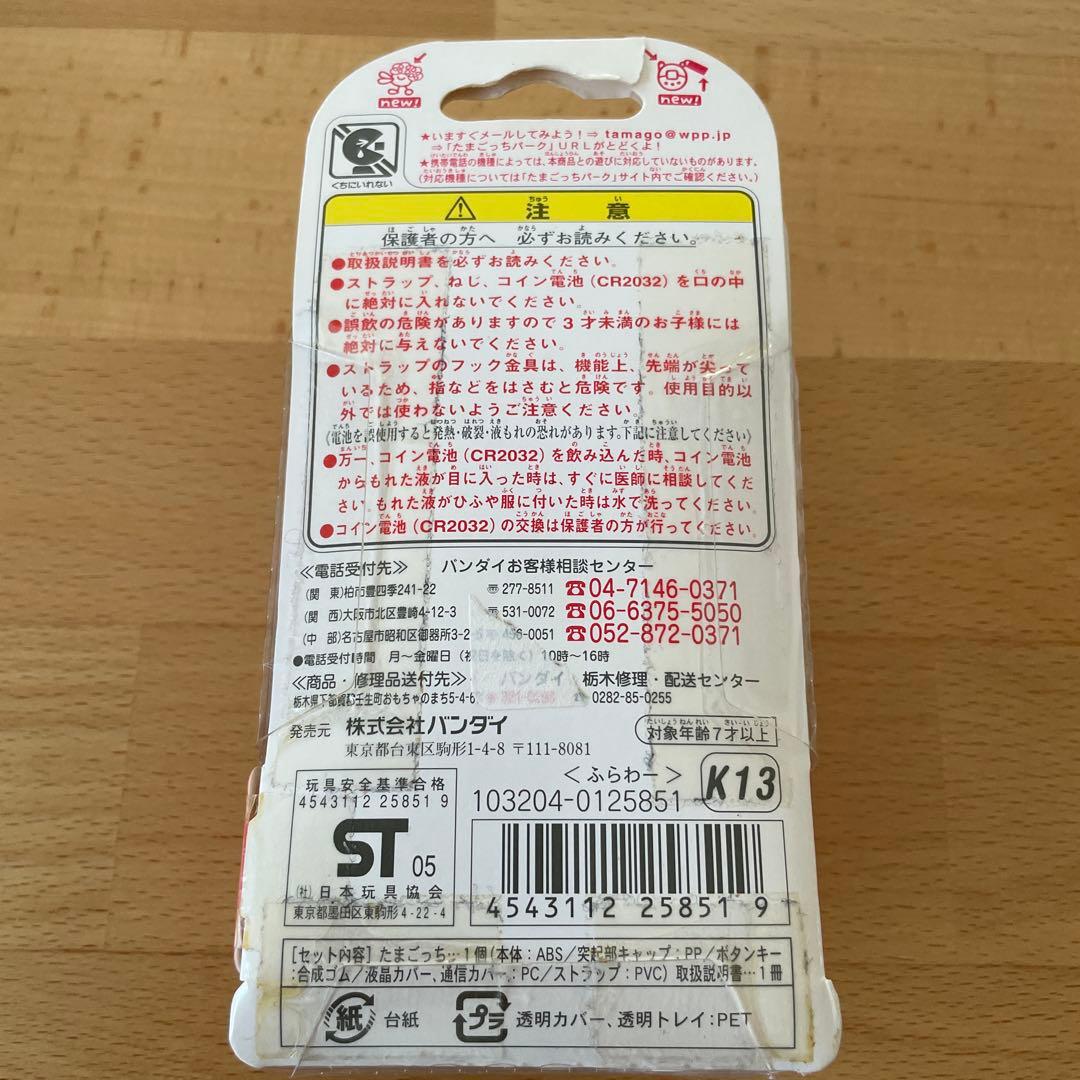 new!
new!
くちにいれない
★いますぐメールしてみよう！⇒ tamago@wpp.jp
⇒「たまごっちパーク」URLがとどくよ！
★携帯電話の機種によっては、本商品との遊びに対応していないものがあります。
(対応機種については「たまごっちパーク」サイト内でご確認ください。)
注 意
保護者の方へ 必ずお読みください。
●取扱説明書を必ずお読みください。
●ストラップ、ねじ、コイン電池(CR2032)を口の中
に絶対に入れないでください。
●誤飲の危険がありますので3才未満のお子様には
絶対に与えないでください。
●ストラップのフック金具は、機能上、先端が尖って
いるため、指などをはさむと危険です。使用目的以
外では使わないようご注意ください。
《電池を誤使用すると発熱・破裂・液もれの恐れがあります。下記に注意してください》
●万一、コイン電池(CR2032)を飲み込んだ時、コイン電池
からもれた液が目に入った時は、すぐに医師に相談してくだ
さい。もれた液がひふや服に付いた時は水で洗ってください。
●コイン電池(CR2032)の交換は保護者の方が行ってください。
≪電話受付先≫ バンダイお客様相談センター
(関 東)柏市豊四季241-22 〒277-8511 ☎04-7146-0371
(関 西)大阪市北区豊崎4-12-3 〒531-0072 ☎06-6375-5050
(中 部)名古屋市昭和区御器所3-2 466-0051 ☎052-872-0371
●電話受付時間 月～金曜日(祝日を除く)10時～16時
≪商品・修理品送付先≫ バンダイ 栃木修理・配送センター
栃木県下都賀郡壬生町おもちゃのまち5-4-6 ☎0282-85-0255
発売元 株式会社バンダイ
東京都台東区駒形1-4-8 〒111-8081
対象年齢7才以上
玩具安全基準合格
4543112 25851 9
ST 05
(社)日本玩具協会
東京都墨田区東駒形4-22-4
＜ふらわー＞
103204-0125851
K13
4543112 258519
[セット内容]たまごっち…1個(本体:ABS/突起部キャップ:PP/ボタンキー
:合成ゴム/液晶カバー、通信カバー:PC/ストラップ:PVC) 取扱説明書…1冊
紙 台紙
プラ 透明カバー、透明トレイ:PET